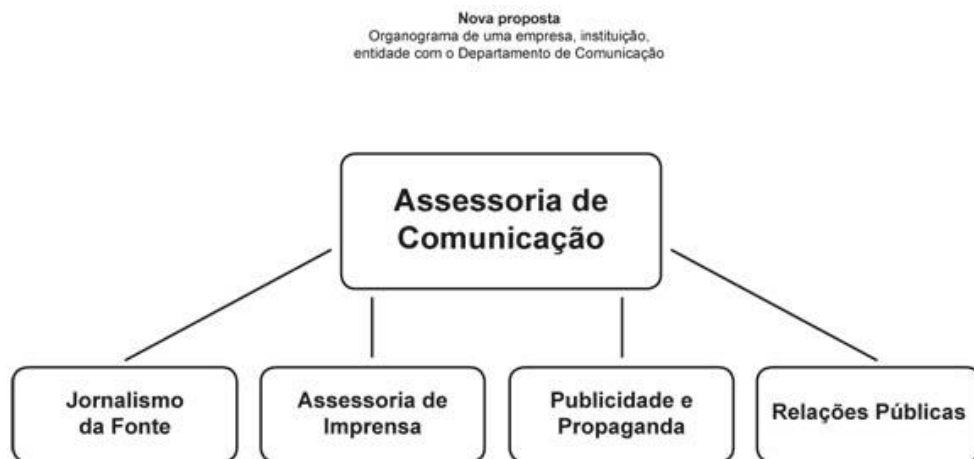 Nova proposta
Organograma de uma empresa, instituição,
entidade com o Departamento de Comunicação
Assessoria de
Comunicação
Jornalismo
da Fonte
Assessoria de
Imprensa
Publicidade e
Propaganda
Relações Públicas